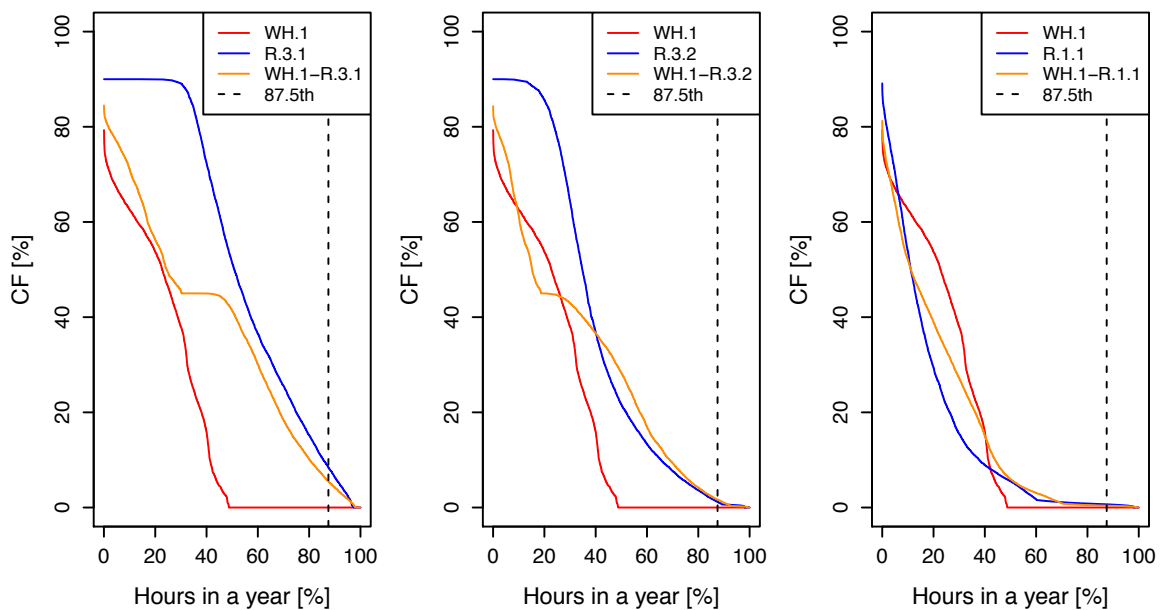 WH.1
R.3.1
WH.1−R.3.1
87.5th
100
80
60
40
20
0
CF [%]
0 20 40 60 80 100
Hours in a year [%]
WH.1
R.3.2
WH.1−R.3.2
87.5th
100
80
60
40
20
0
CF [%]
0 20 40 60 80 100
Hours in a year [%]
WH.1
R.1.1
WH.1−R.1.1
87.5th
100
80
60
40
20
0
CF [%]
0 20 40 60 80 100
Hours in a year [%]